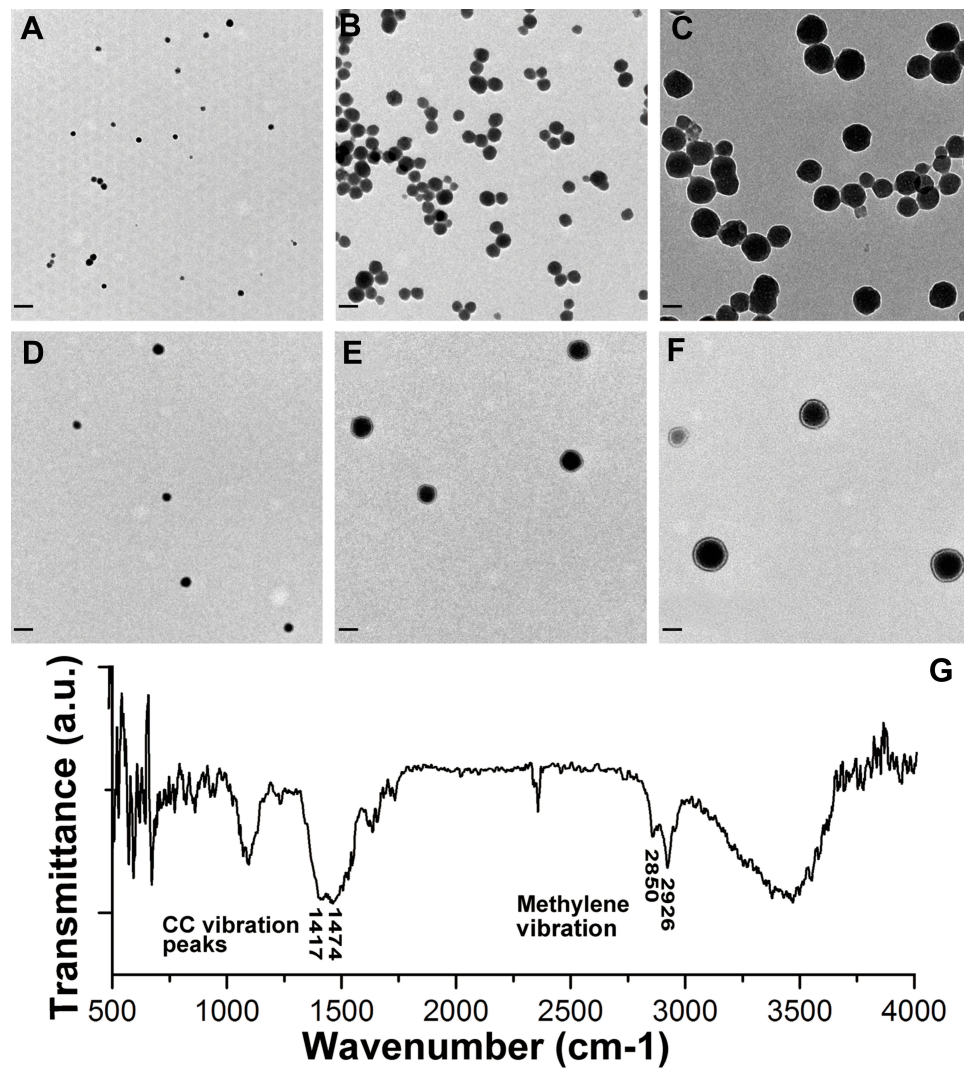 A
B
C
D
E
F
G
Transmittance (a.u.)
CC vibration
peaks
1417
1474
Methylene
vibration
2850
2926
500
1000
1500
2000
2500
3000
3500
4000
Wavenumber (cm-1)